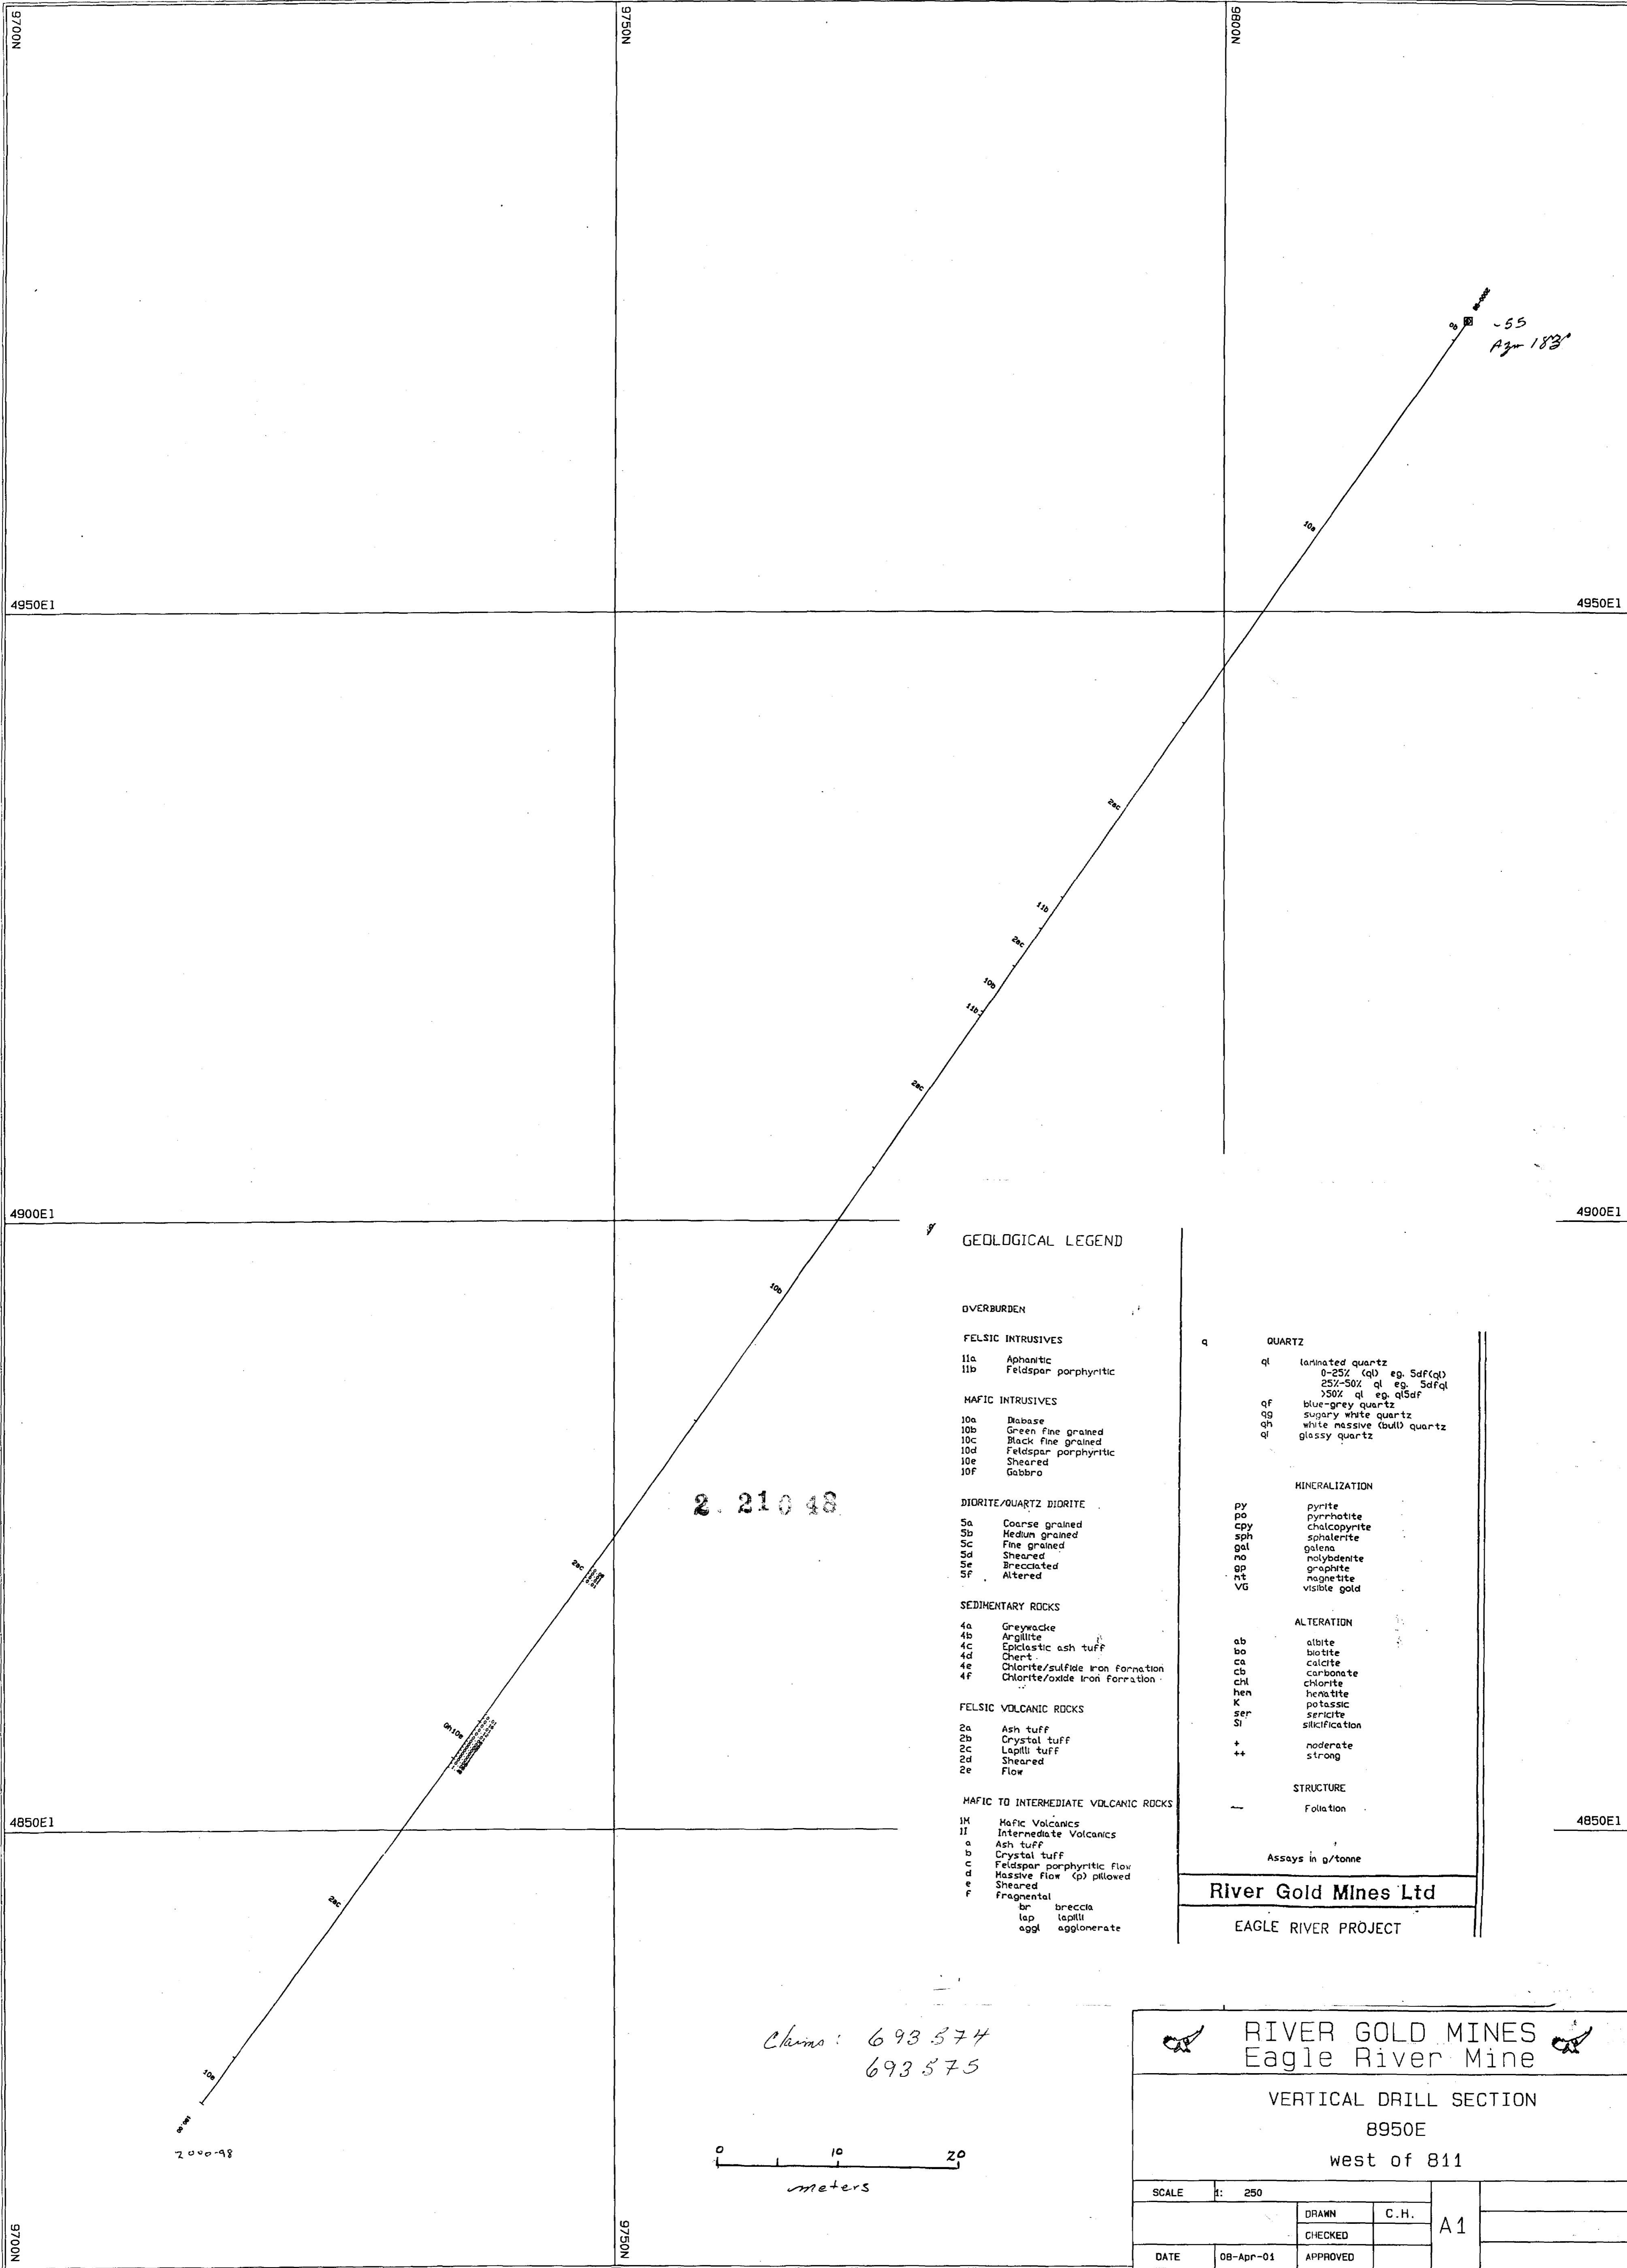 9700N
9750N
9800N
-55
Azm 183°
ob
10a
4950El
4950El
2ac
11b
2ac
10b
11b
2ac
4900El
4900El
10b
2ac
Qh10e
4850El
4850El
2ac
10a
2000-98
2. 21048
GEOLOGICAL LEGEND
OVERBURDEN
FELSIC INTRUSIVES
11a Aphanitic
11b Feldspar porphyritic
MAFIC INTRUSIVES
10a Diabase
10b Green fine grained
10c Black fine grained
10d Feldspar porphyritic
10e Sheared
10f Gabbro
DIORITE/QUARTZ DIORITE
5a Coarse grained
5b Medium grained
5c Fine grained
5d Sheared
5e Brecciated
5f Altered
SEDIMENTARY ROCKS
4a Greywacke
4b Argillite
4c Epiclastic ash tuff
4d Chert
4e Chlorite/sulfide iron formation
4f Chlorite/oxide iron formation
FELSIC VOLCANIC ROCKS
2a Ash tuff
2b Crystal tuff
2c Lapilli tuff
2d Sheared
2e Flow
MAFIC TO INTERMEDIATE VOLCANIC ROCKS
1M Mafic Volcanics
1I Intermediate Volcanics
a Ash tuff
b Crystal tuff
c Feldspar porphyritic flow
d Massive flow (p) pillowed
e Sheared
f fragmental
br breccia
lap lapilli
aggl agglomerate
q QUARTZ
ql laminated quartz
0-25% (ql) eg. 5df(ql)
25%-50% ql eg. 5dfql
>50% ql eg. ql5df
qf blue-grey quartz
qg sugary white quartz
qh white massive (bull) quartz
qi glassy quartz
MINERALIZATION
py pyrite
po pyrrhotite
cpy chalcopyrite
sph sphalerite
gal galena
mo molybdenite
gp graphite
mt magnetite
VG visible gold
ALTERATION
ab albite
bo biotite
ca calcite
cb carbonate
chl chlorite
hem hematite
K potassic
ser sericite
Si silicification
+ moderate
++ strong
STRUCTURE
Foliation
Assays in g/tonne
River Gold Mines Ltd
EAGLE RIVER PROJECT
Claims: 693574
693575
0 10 20
meters
RIVER GOLD MINES
Eagle River Mine
VERTICAL DRILL SECTION
8950E
west of 811
SCALE 1: 250
DRAWN C.H.
CHECKED
A1
DATE 08-Apr-01 APPROVED
9700N
9750N